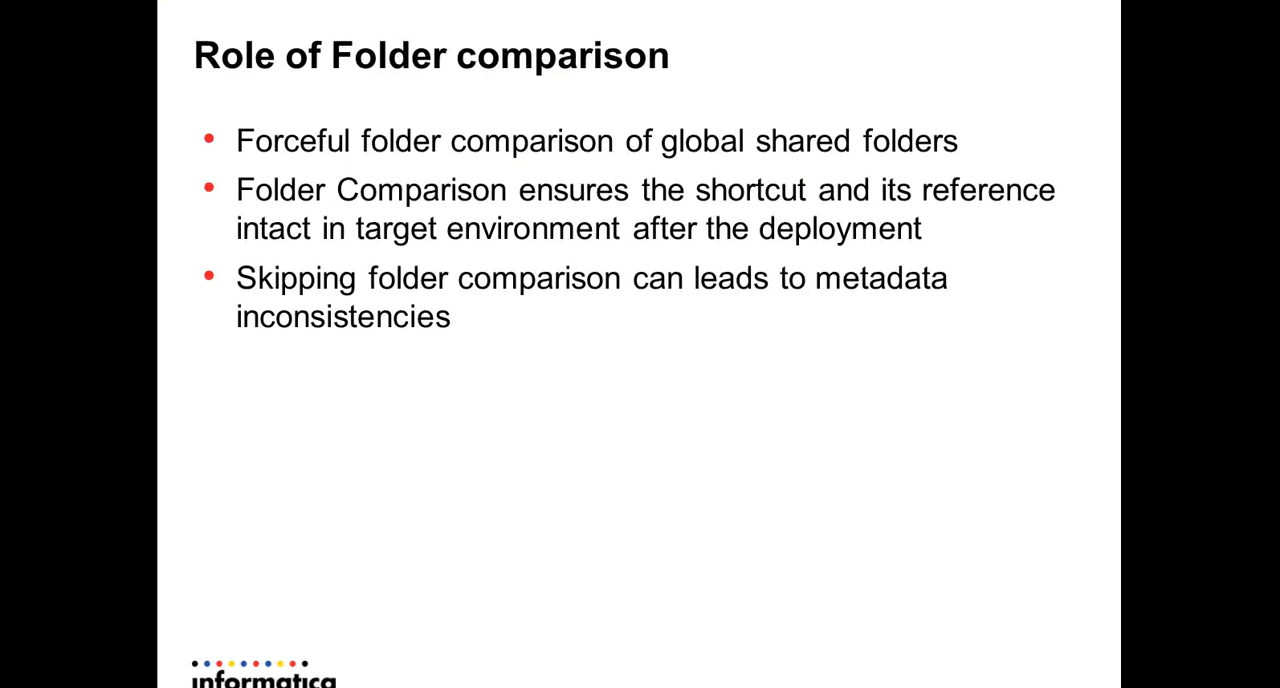 Role of Folder comparison
• Forceful folder comparison of global shared folders
• Folder Comparison ensures the shortcut and its reference
intact in target environment after the deployment
• Skipping folder comparison can leads to metadata
inconsistencies
informatica